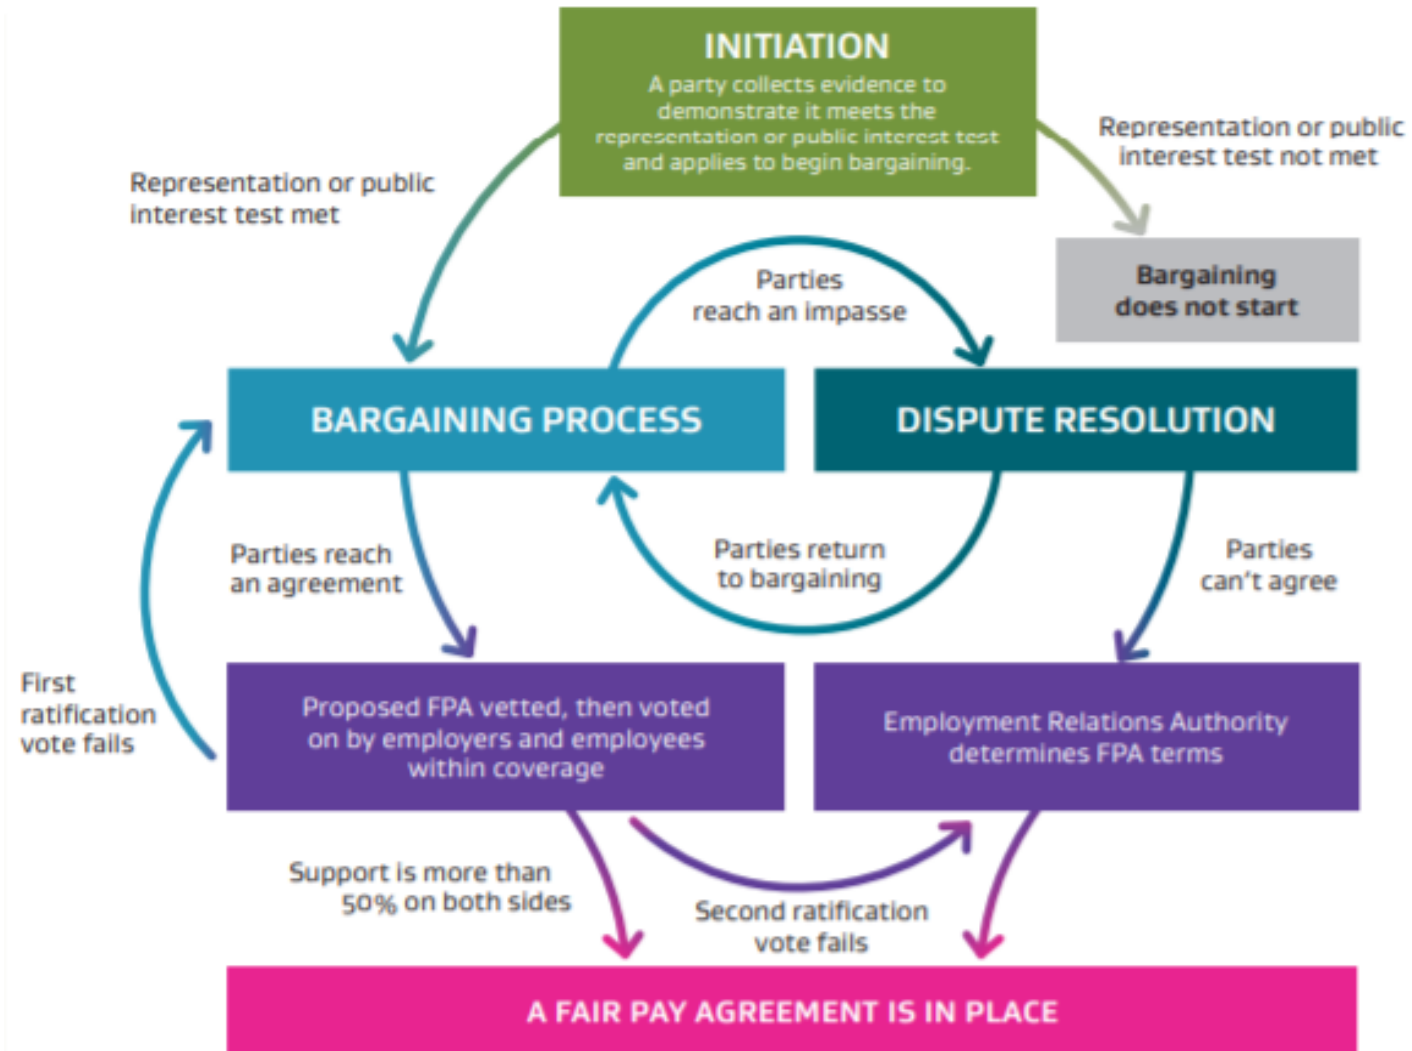 INITIATION
A party collects evidence to
demonstrate it meets the
representation or public interest test
and applies to begin bargaining.
Representation or public
interest test not met
Representation or public
interest test met
Bargaining
does not start
Parties
reach an impasse
BARGAINING PROCESS
DISPUTE RESOLUTION
Parties reach
an agreement
Parties return
to bargaining
Parties
can't agree
First
ratification
vote fails
Proposed FPA vetted, then voted
on by employers and employees
within coverage
Employment Relations Authority
determines FPA terms
Support is more than
50% on both sides
Second ratification
vote fails
A FAIR PAY AGREEMENT IS IN PLACE